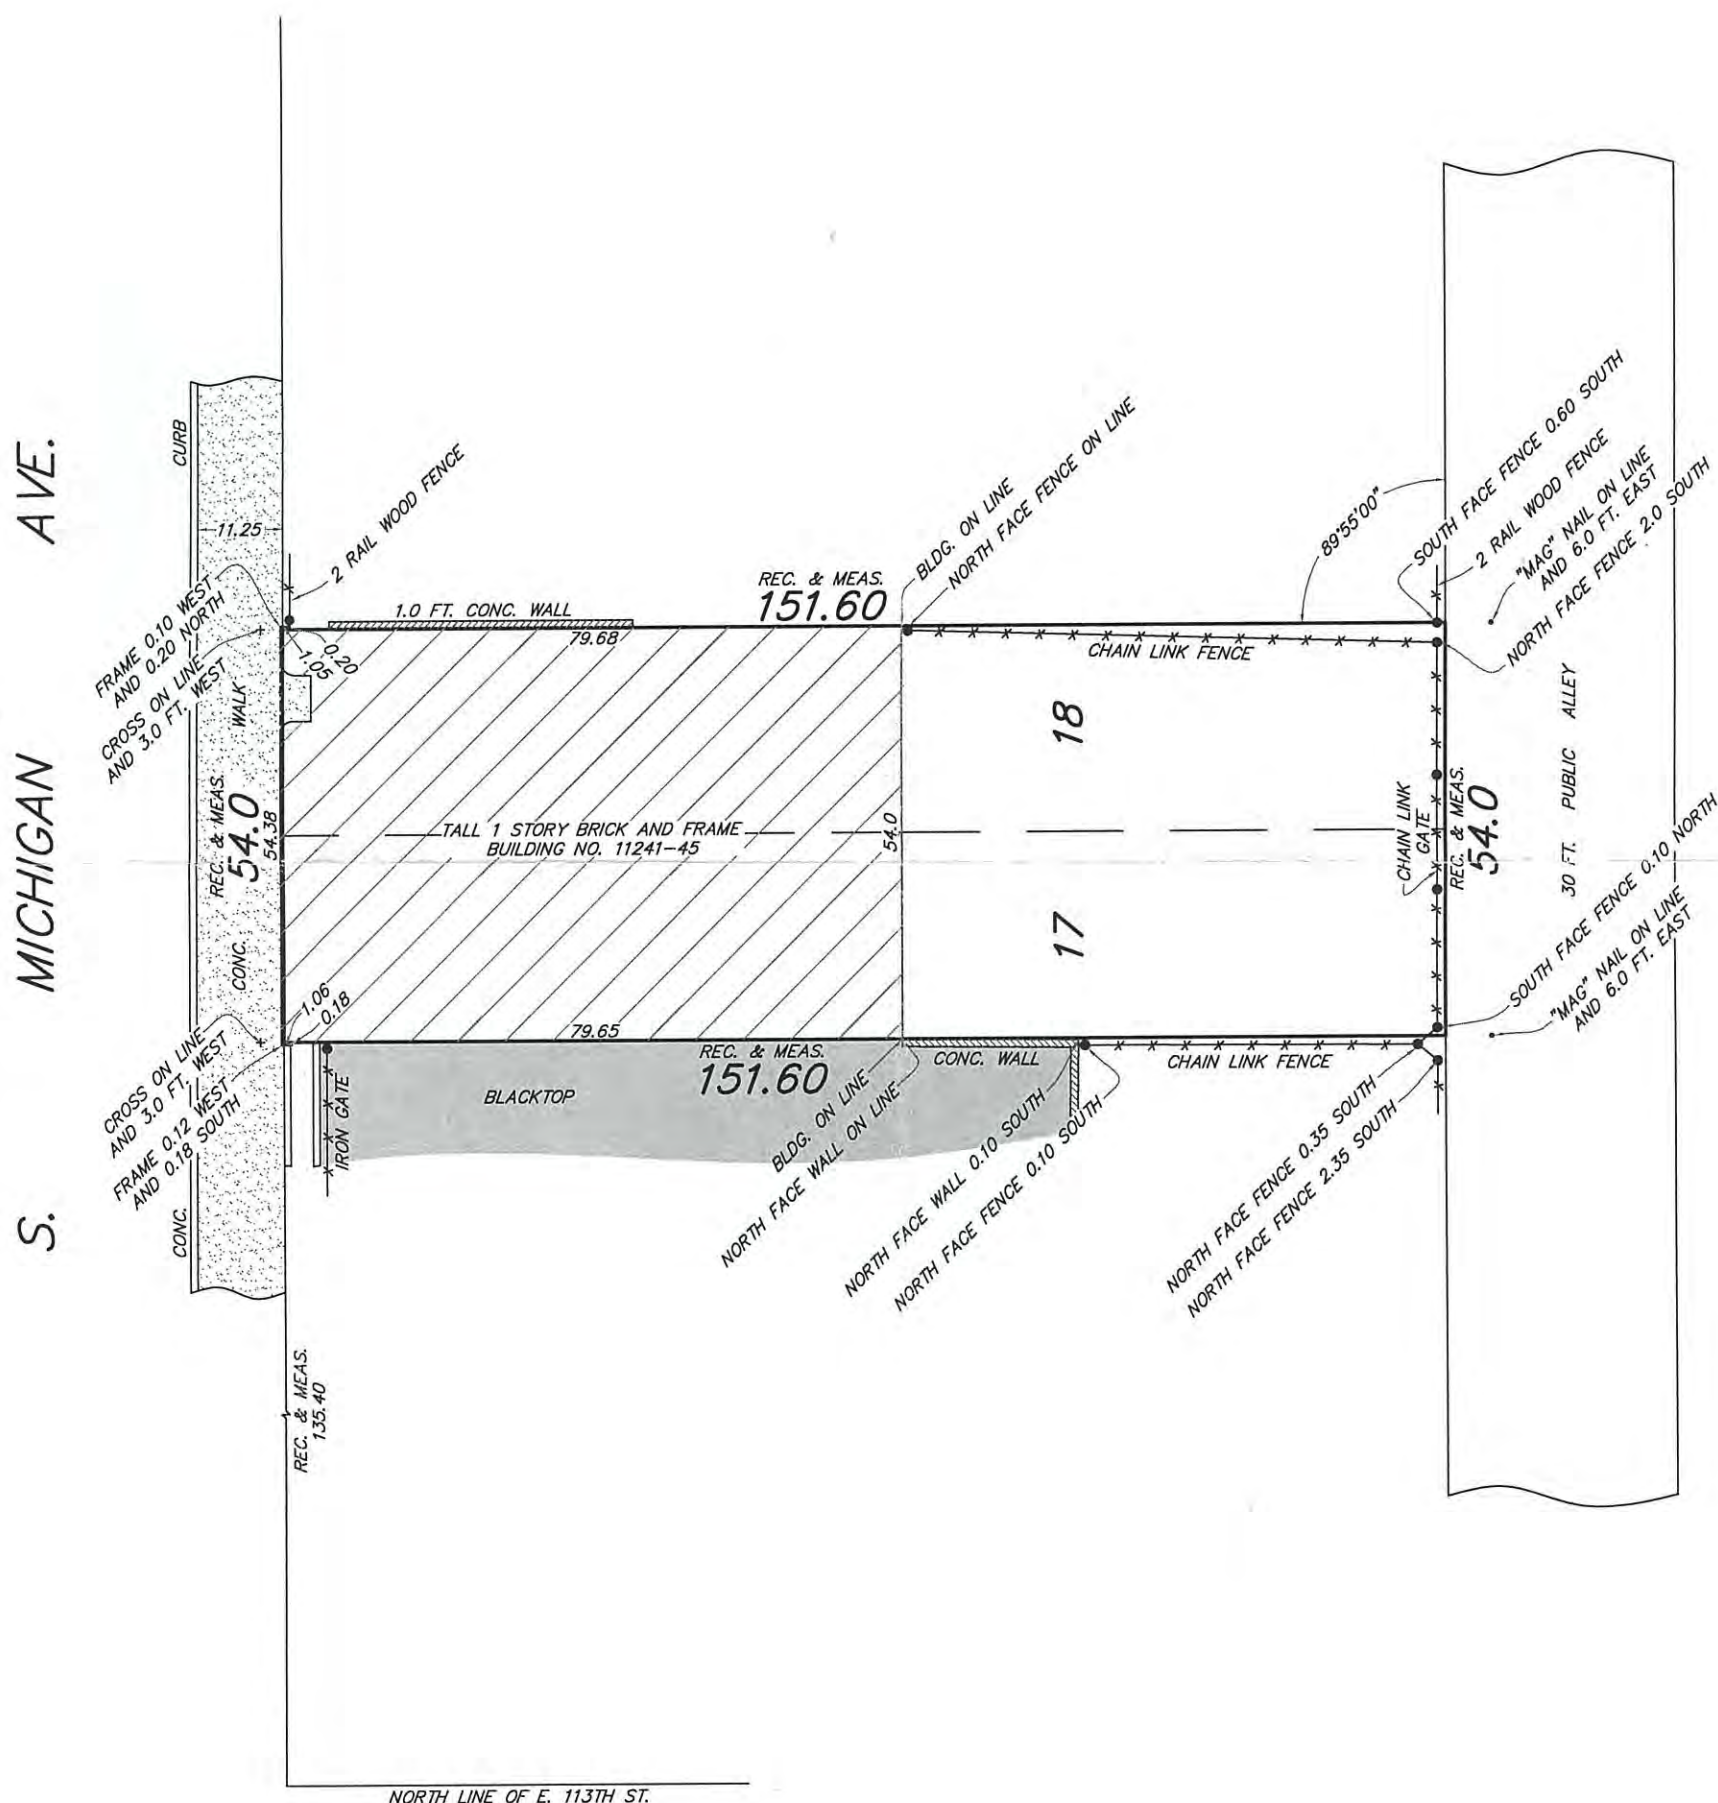 S. MICHIGAN AVE.
CURB
11.25
2 RAIL WOOD FENCE
FRAME 0.10 WEST
AND 0.20 NORTH
CROSS ON LINE
AND 3.0 FT. WEST
1.0 FT. CONC. WALL
79.68
0.20
1.05
REC. & MEAS.
151.60
BLDG. ON LINE
NORTH FACE FENCE ON LINE
CHAIN LINK FENCE
89°55'00"
SOUTH FACE FENCE 0.60 SOUTH
2 RAIL WOOD FENCE
"MAG" NAIL ON LINE
AND 6.0 FT. EAST
NORTH FACE FENCE 2.0 SOUTH
CONC. WALK
REC. & MEAS.
54.0
54.38
TALL 1 STORY BRICK AND FRAME
BUILDING NO. 11241-45
54.0
18
17
CHAIN LINK
GATE
REC. & MEAS.
54.0
30 FT. PUBLIC ALLEY
SOUTH FACE FENCE 0.10 NORTH
"MAG" NAIL ON LINE
AND 6.0 FT. EAST
1.06
0.18
79.65
CROSS ON LINE
AND 3.0 FT. WEST
FRAME 0.12 WEST
AND 0.18 SOUTH
CONC.
IRON GATE
BLACKTOP
REC. & MEAS.
151.60
CONC. WALL
CHAIN LINK FENCE
BLDG. ON LINE
NORTH FACE WALL ON LINE
NORTH FACE WALL 0.10 SOUTH
NORTH FACE FENCE 0.10 SOUTH
NORTH FACE FENCE 0.35 SOUTH
NORTH FACE FENCE 2.35 SOUTH
REC. & MEAS.
135.40
NORTH LINE OF E. 113TH ST.